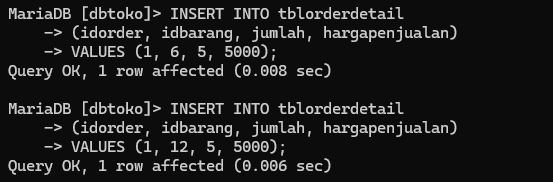 MariaDB [dbtoko]> INSERT INTO tblorderdetail
    -> (idorder, idbarang, jumlah, hargapenjualan)
    -> VALUES (1, 6, 5, 5000);
Query OK, 1 row affected (0.008 sec)

MariaDB [dbtoko]> INSERT INTO tblorderdetail
    -> (idorder, idbarang, jumlah, hargapenjualan)
    -> VALUES (1, 12, 5, 5000);
Query OK, 1 row affected (0.006 sec)